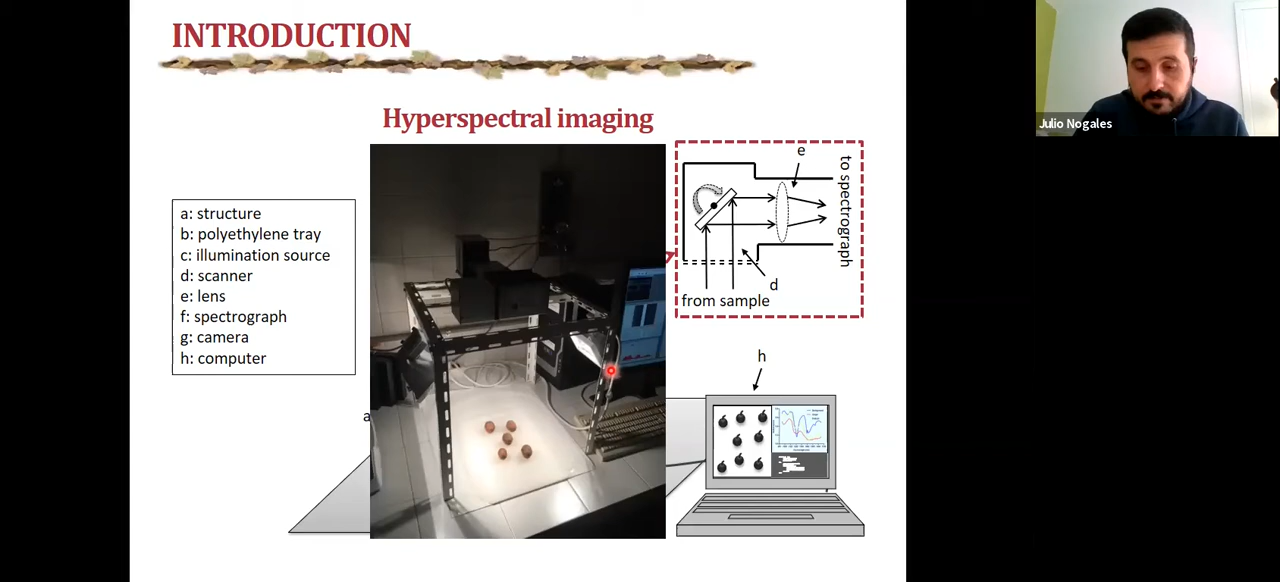 INTRODUCTION
Hyperspectral imaging
a: structure
b: polyethylene tray
c: illumination source
d: scanner
e: lens
f: spectrograph
g: camera
h: computer
a
e
to spectrograph
d
from sample
h
Julio Nogales